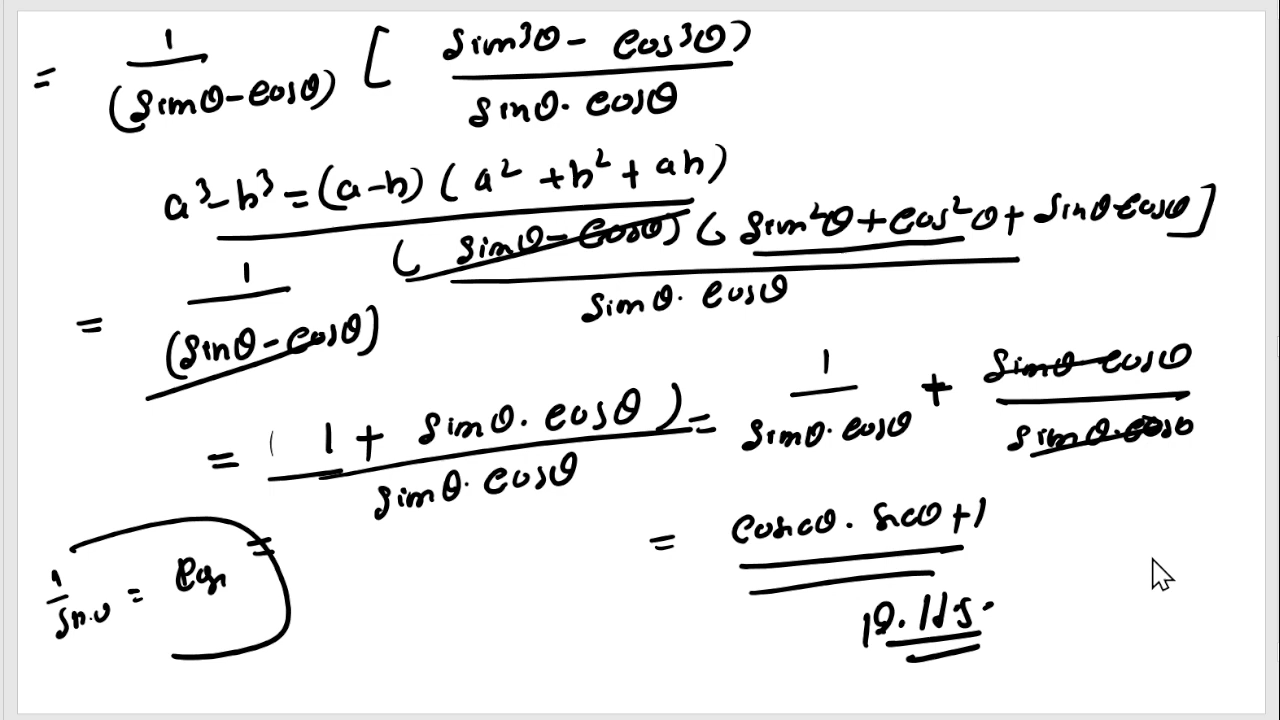 = 1/(sinθ-cosθ) [ sin³θ - cos³θ)/sinθ. cosθ
a³-b³=(a-b)(a²+b²+ab)
= 1/(sinθ-cosθ] (sinθ-cosθ)(sin²θ+cos²θ+sinθ cosθ]/sinθ. cosθ
= (1+ sinθ. cosθ)/sinθ. cosθ = 1/sinθ. cosθ + sinθ cosθ/sinθ.cosθ
= cosecθ. secθ+1
1/sin.θ = =
R.H.S.